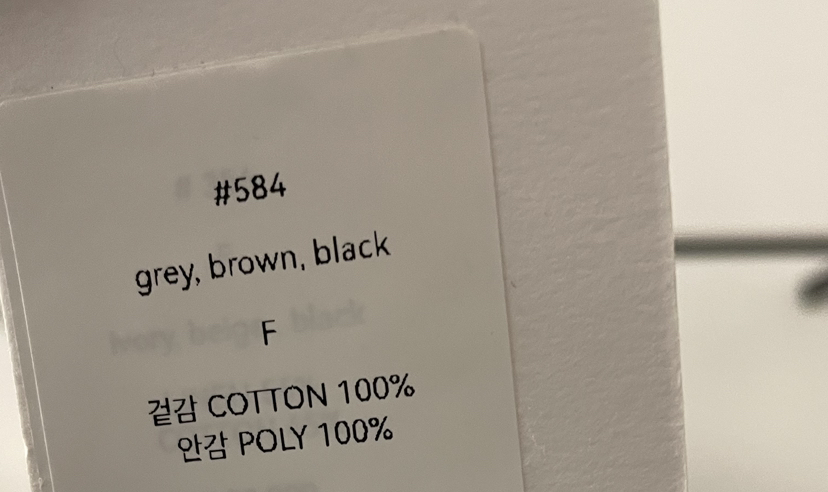 #584
grey, brown, black
F
겉감 COTTON 100%
안감 POLY 100%